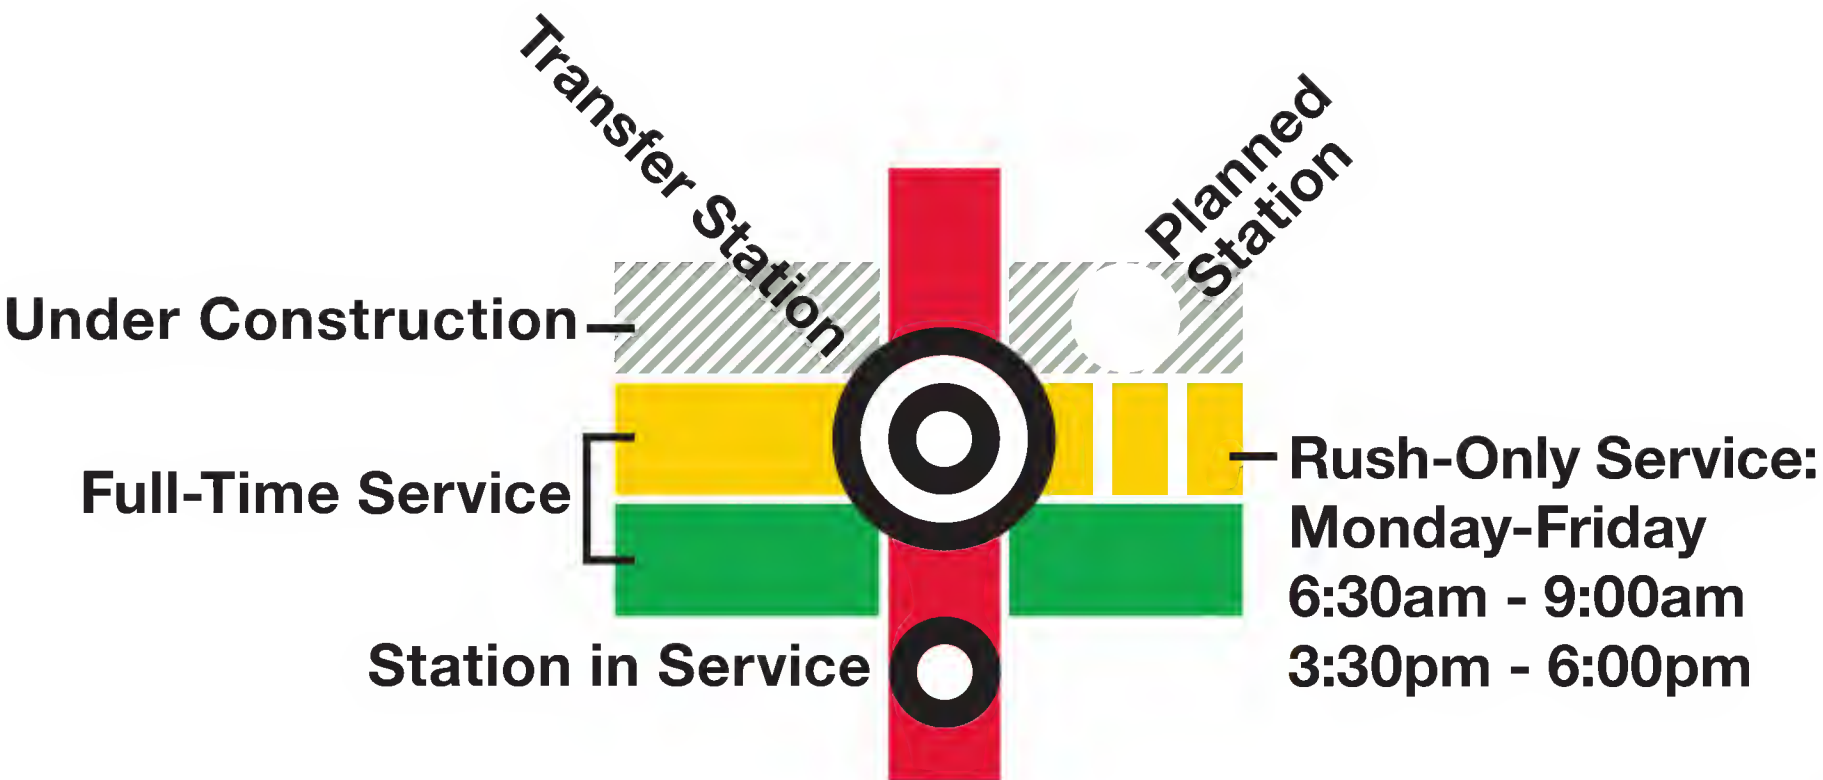 Transfer Station
Planned
Station
Under Construction
Full-Time Service
Rush-Only Service:
Monday-Friday
6:30am - 9:00am
3:30pm - 6:00pm
Station in Service